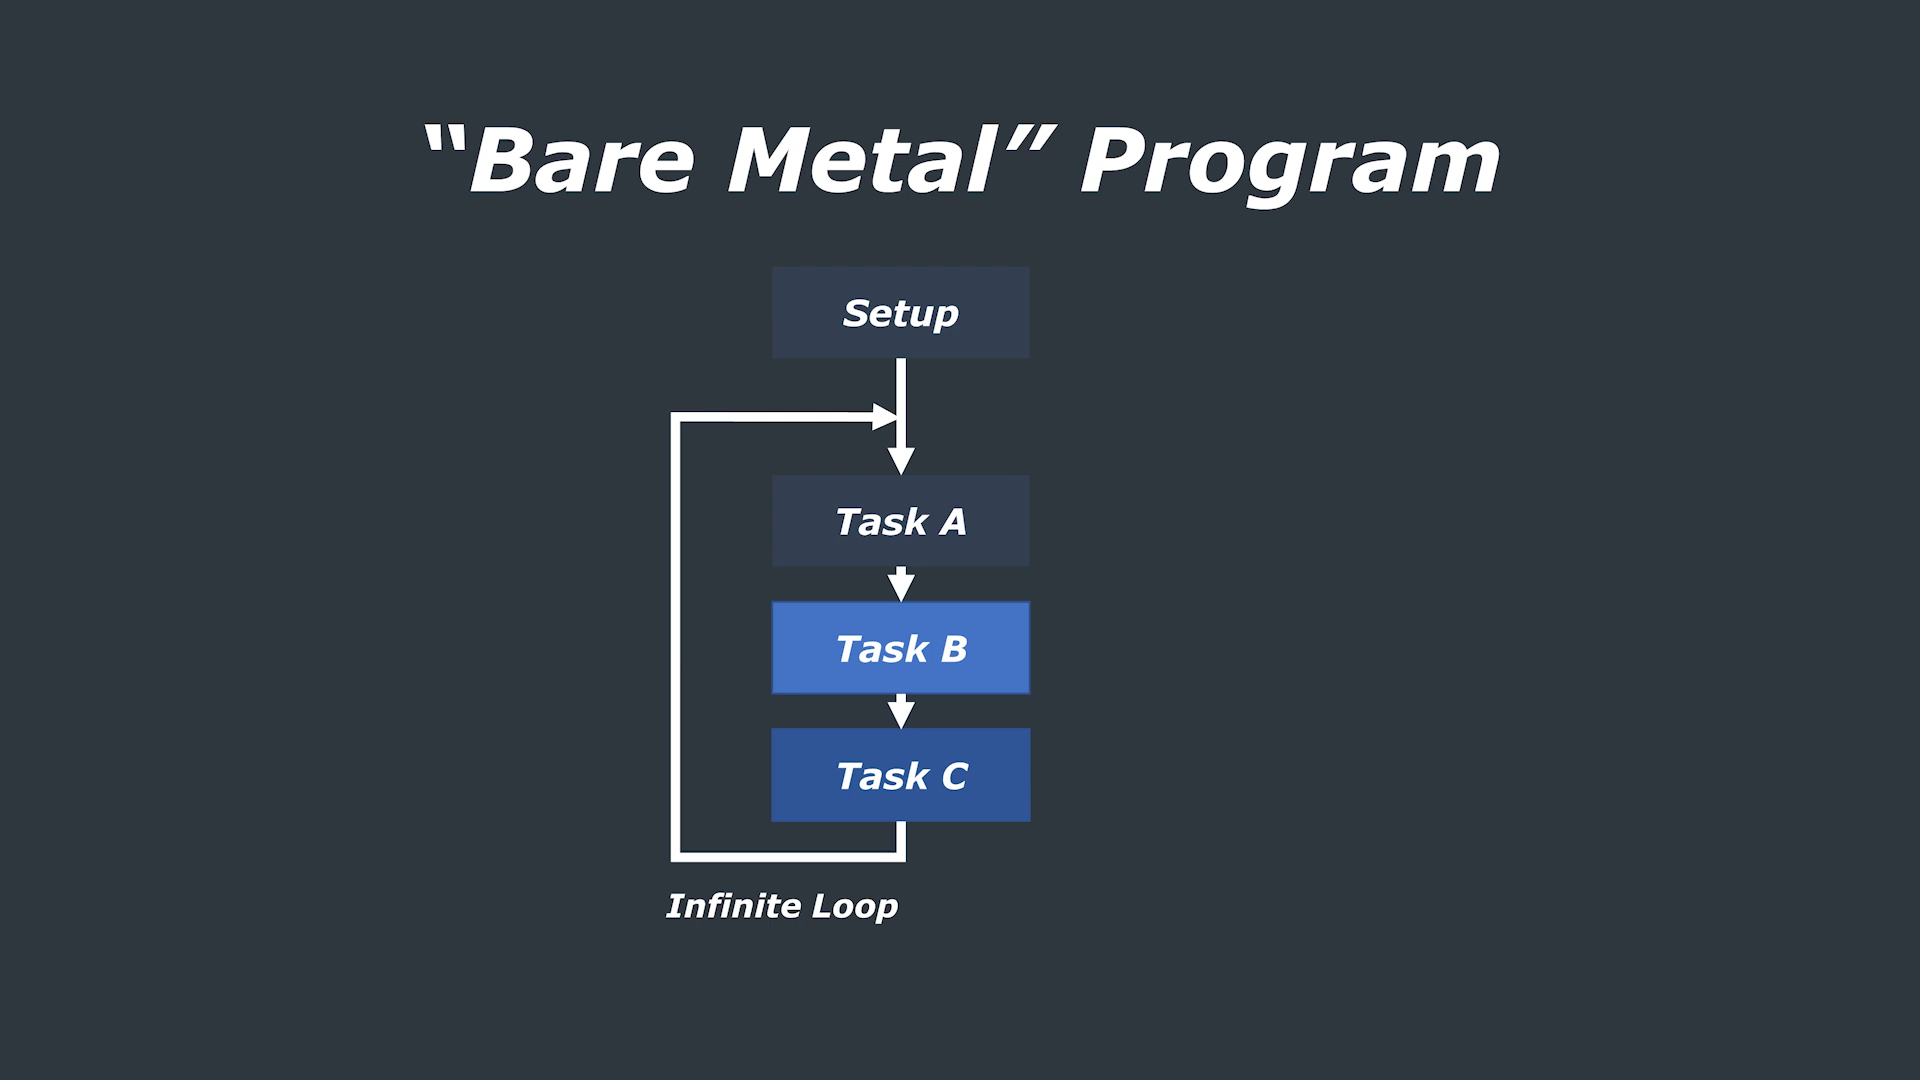 “Bare Metal” Program
Setup
Task A
Task B
Task C
Infinite Loop